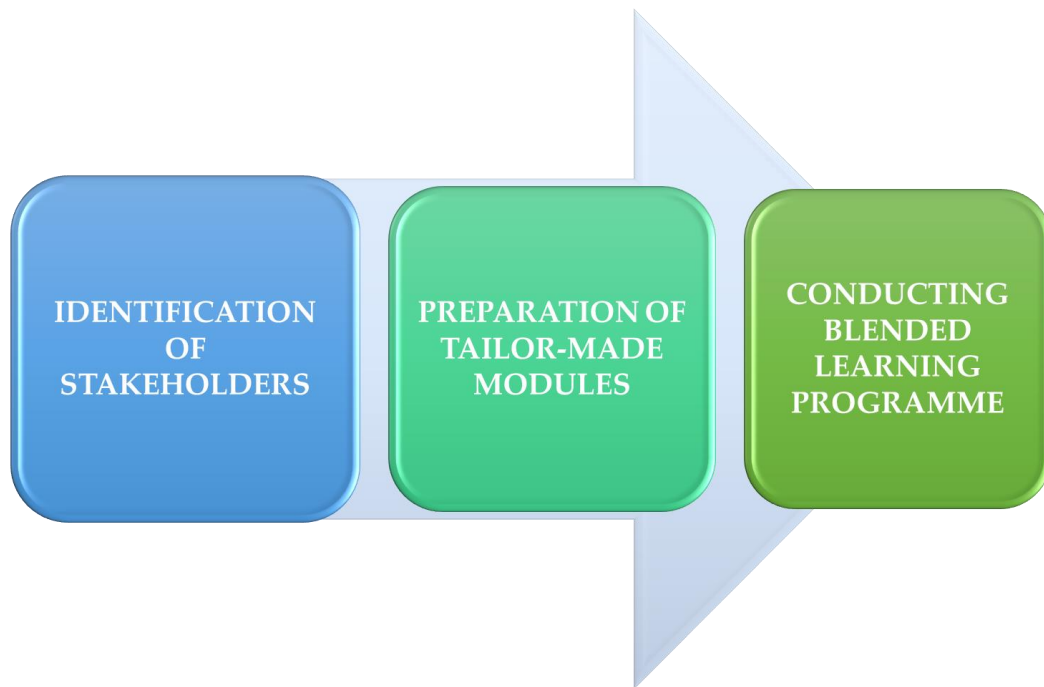 IDENTIFICATION
OF
STAKEHOLDERS
PREPARATION OF
TAILOR-MADE
MODULES
CONDUCTING
BLENDED
LEARNING
PROGRAMME